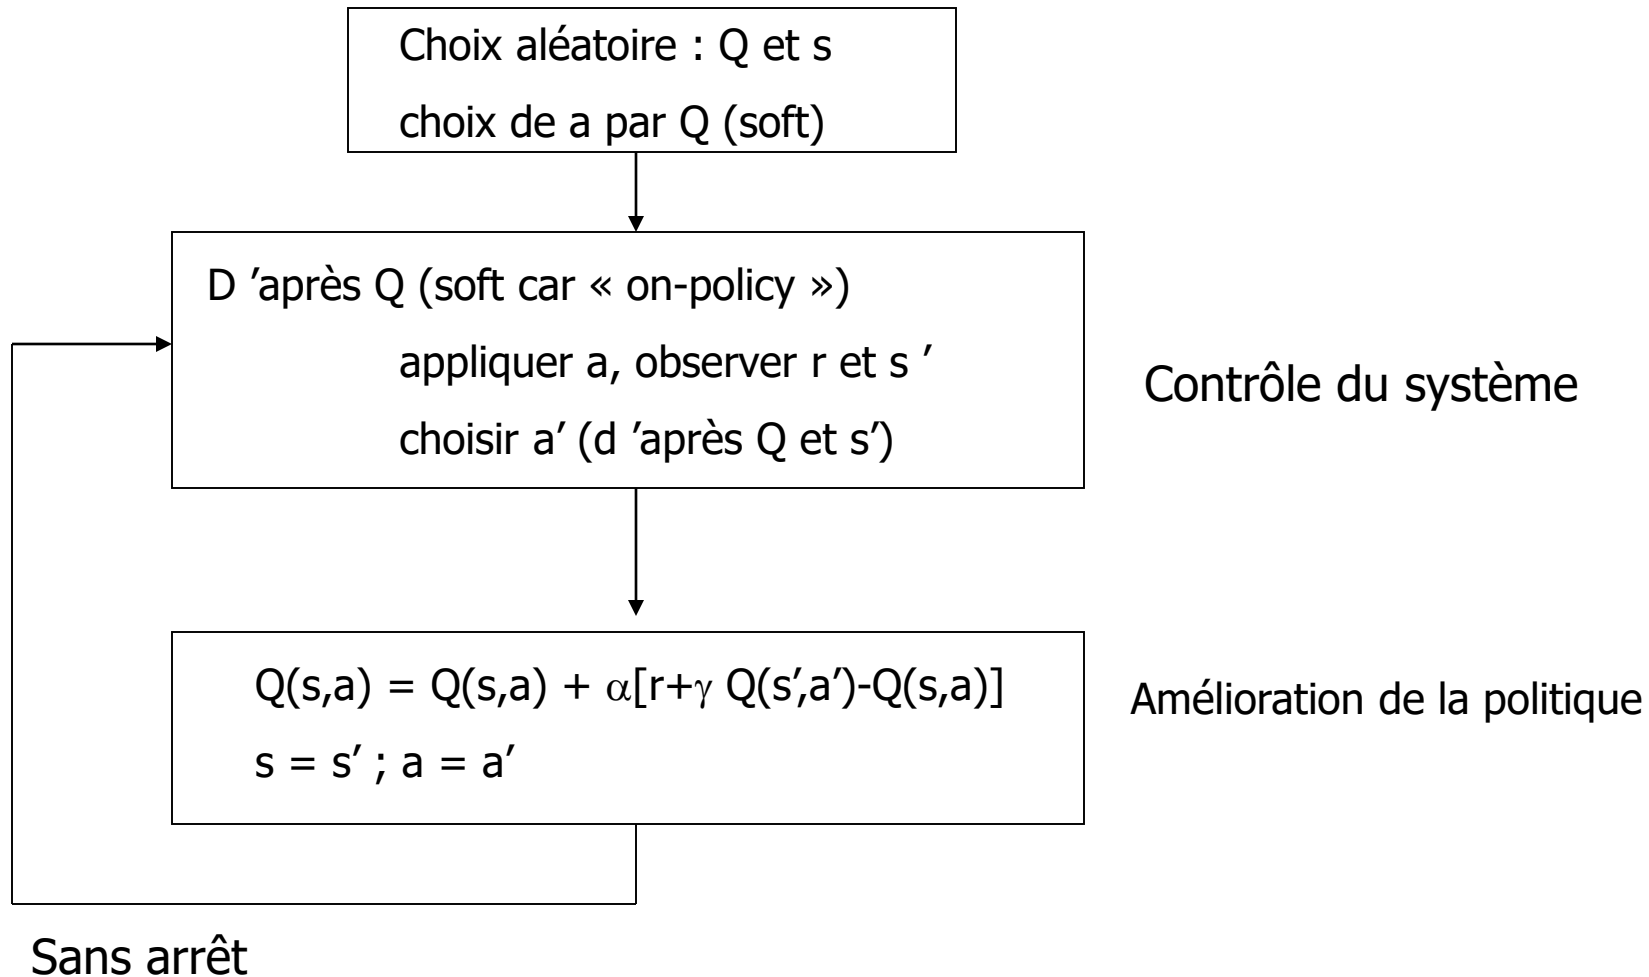 Choix aléatoire : Q et s
choix de a par Q (soft)
D ’après Q (soft car « on-policy »)
appliquer a, observer r et s ’
choisir a’ (d ’après Q et s’)
Contrôle du système
Q(s,a) = Q(s,a) + α[r+γ Q(s’,a’)-Q(s,a)]
s = s’ ; a = a’
Amélioration de la politique
Sans arrêt